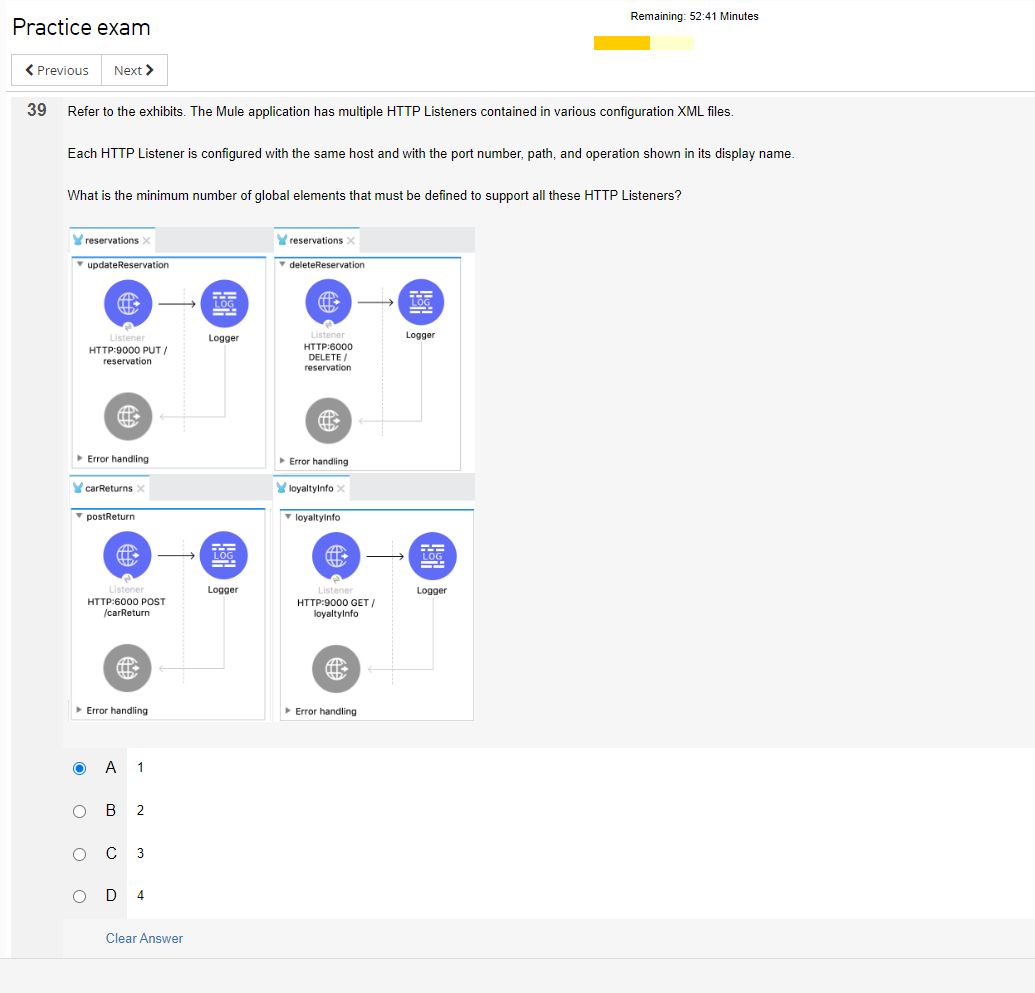 Practice exam
Remaining: 52:41 Minutes
Previous
Next
39
Refer to the exhibits. The Mule application has multiple HTTP Listeners contained in various configuration XML files.
Each HTTP Listener is configured with the same host and with the port number, path, and operation shown in its display name.
What is the minimum number of global elements that must be defined to support all these HTTP Listeners?
reservations
updateReservation
LOG
Listener
Logger
HTTP:9000 PUT /
reservation
Error handling
reservations
deleteReservation
LOG
Listener
Logger
HTTP:6000
DELETE /
reservation
Error handling
carReturns
postReturn
LOG
Listener
Logger
HTTP:6000 POST
/carReturn
Error handling
loyaltyInfo
loyaltyInfo
LOG
Listener
Logger
HTTP:9000 GET /
loyaltyInfo
Error handling
A 1
B 2
C 3
D 4
Clear Answer